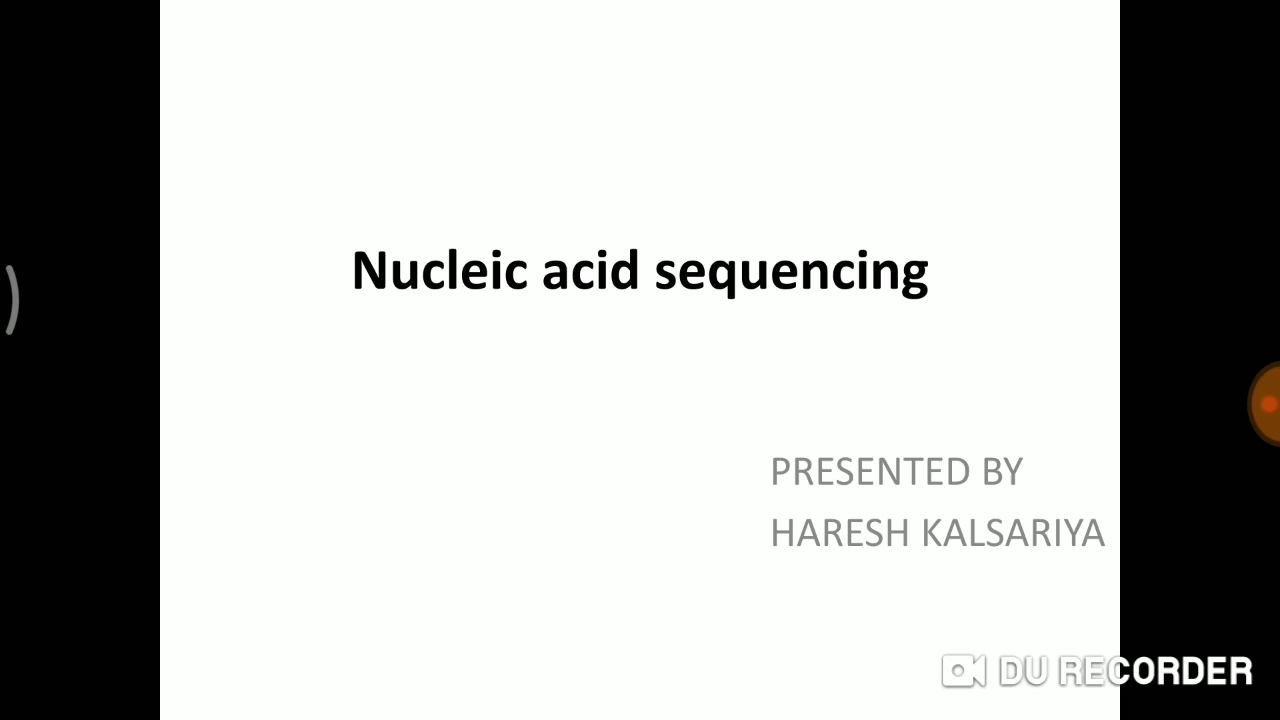 Nucleic acid sequencing
PRESENTED BY
HARESH KALSARIYA
DU RECORDER